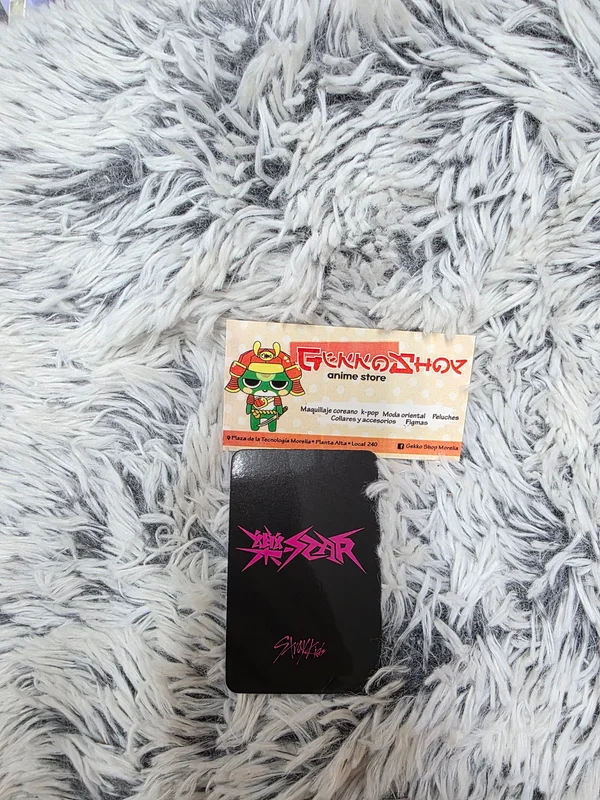 GekkoShop
anime store
Maquillaje coreano k-pop Moda oriental Peluches
Collares y accesorios Figmas
Plaza de la Tecnología Morelia • Planta Alta • Local 240
Gekko Shop Morelia
樂-STAR
Stray Kids